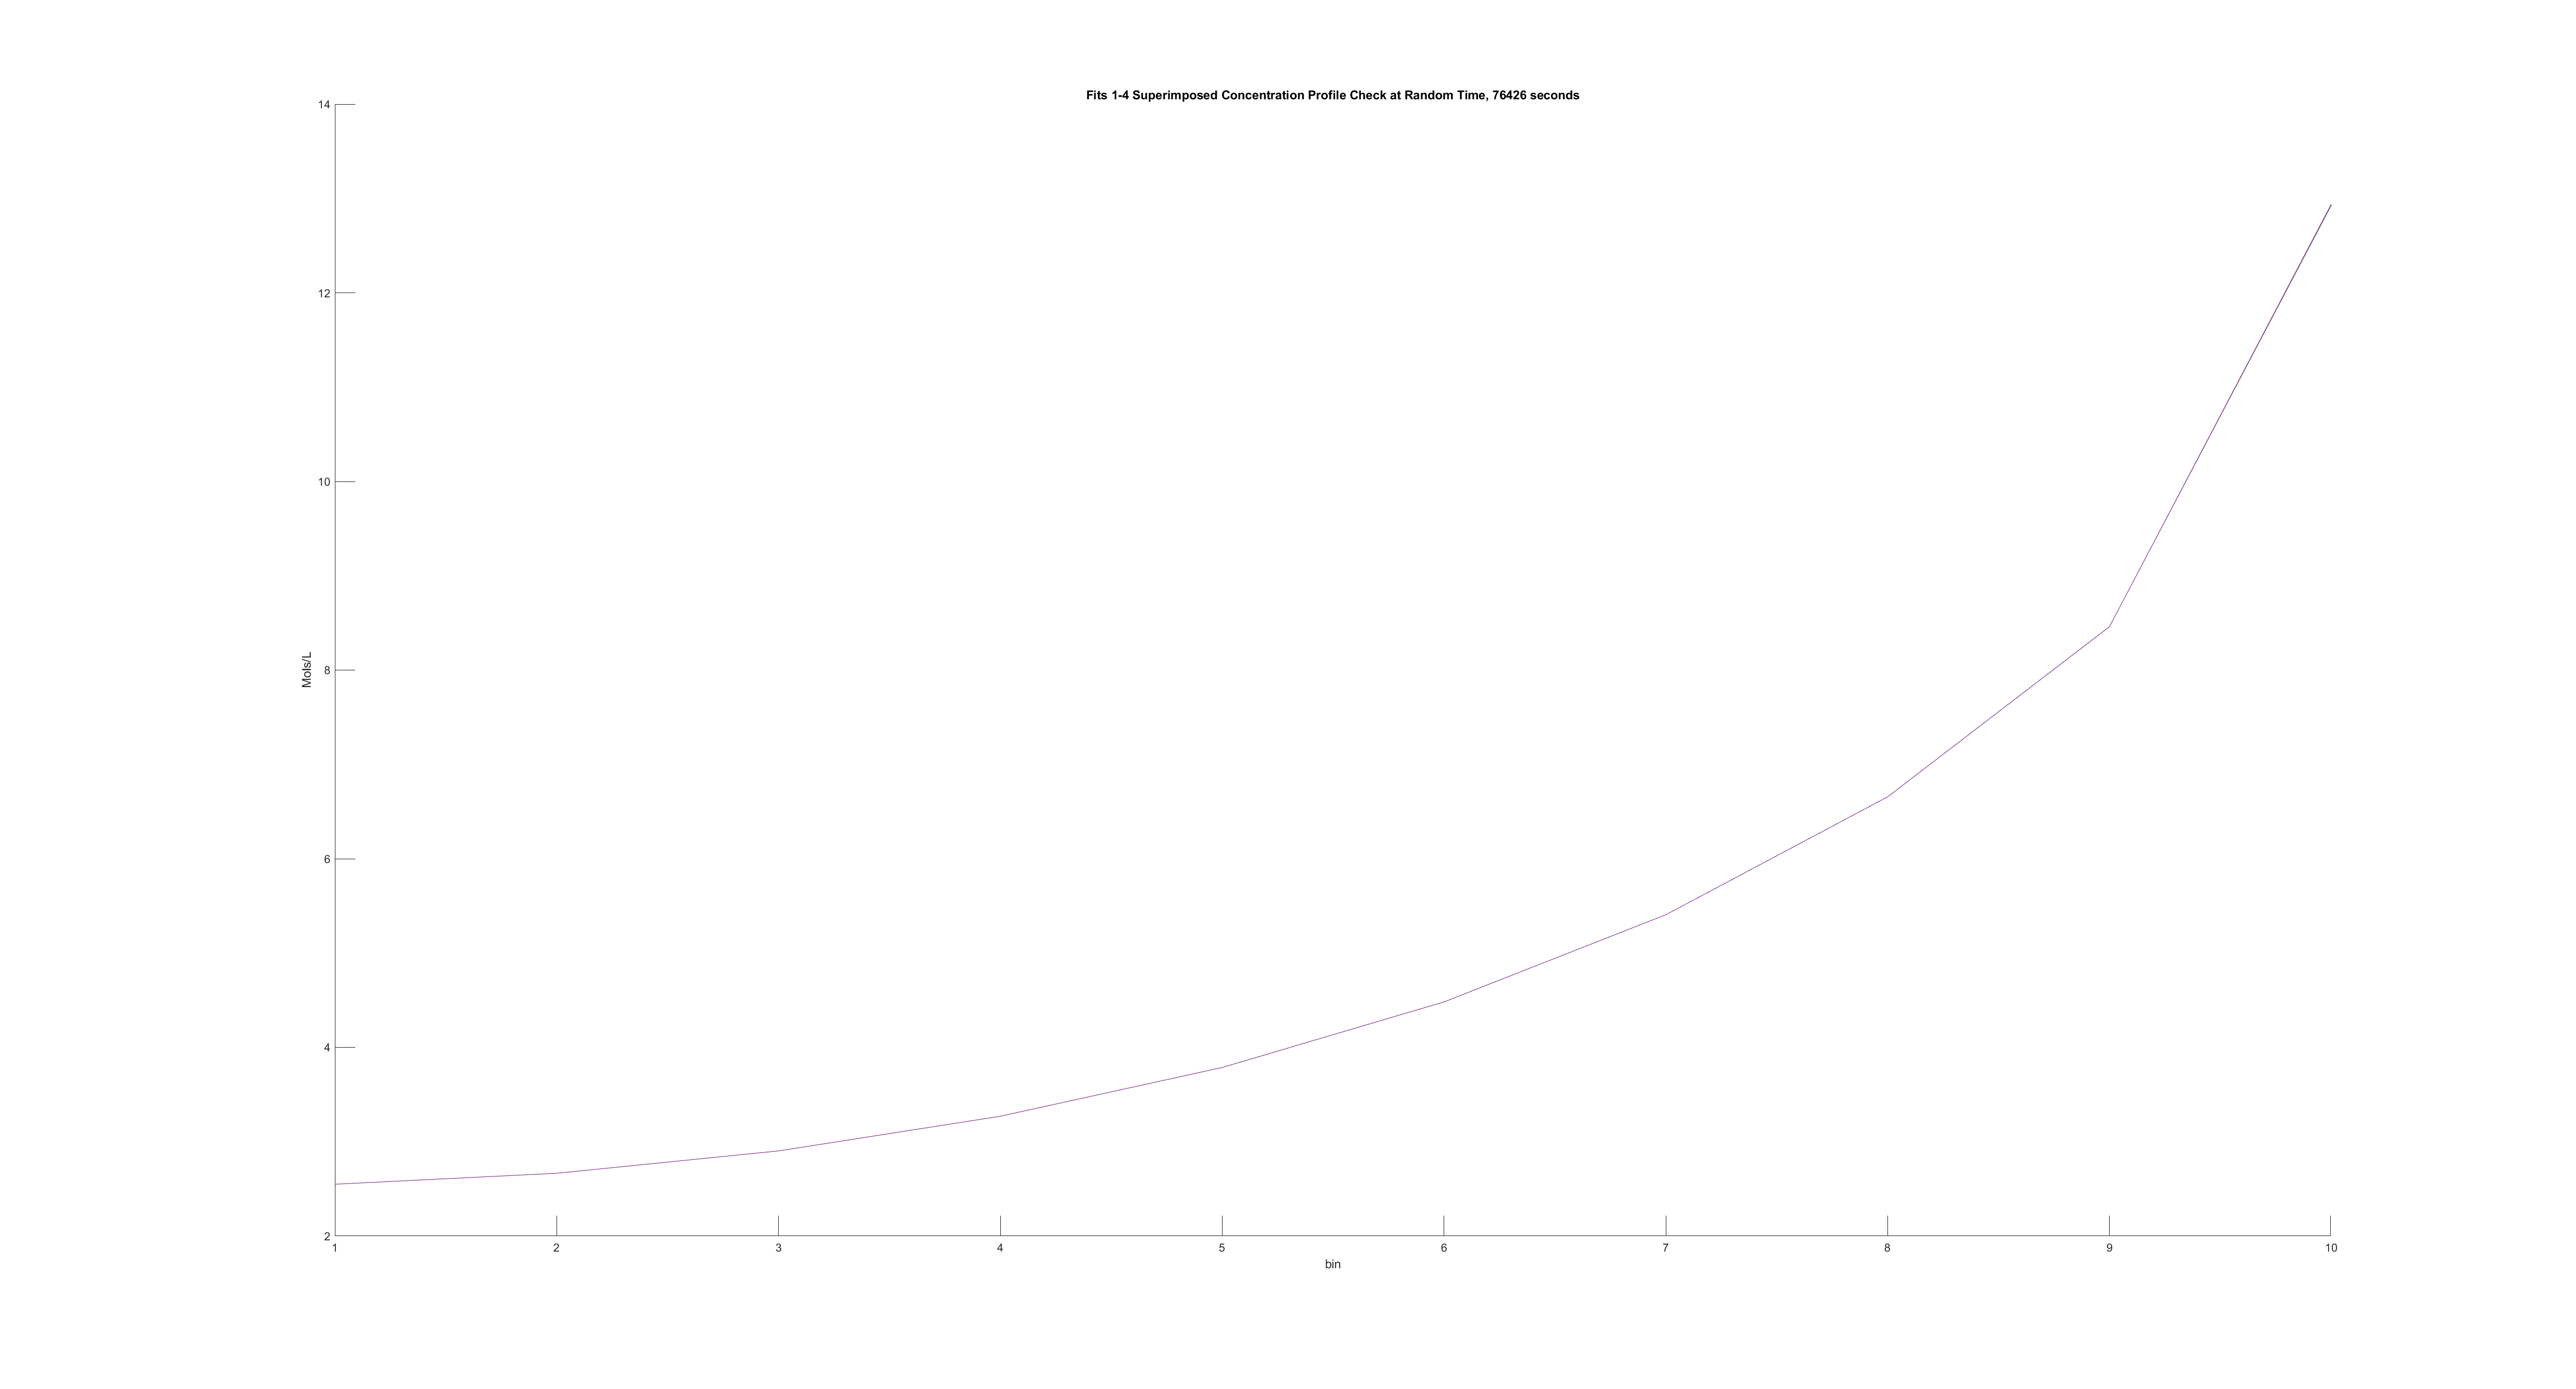 Fits 1-4 Superimposed Concentration Profile Check at Random Time, 76426 seconds
14
12
10
8
6
4
2
Mols/L
1 2 3 4 5 6 7 8 9 10
bin